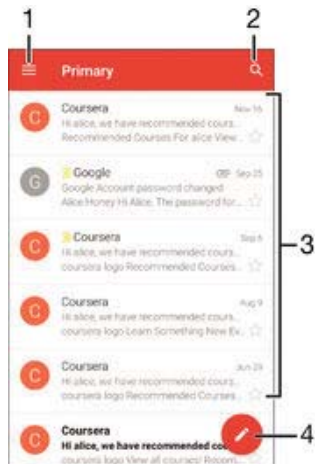 1
2
Primary
C
Coursera
Nov 16
Hi alice, we have recommended cours...
Recommended Courses For alice View...
G
Google
Sep 25
Google Account password changed
Alice Honey Hi Alice, The password for...
3
C
Coursera
Sep 6
Hi alice, we have recommended cours...
coursera logo Recommended Courses...
C
Coursera
Aug 9
Hi alice, we have recommended cours...
coursera logo Learn Something New Ev...
C
Coursera
Jun 29
Hi alice, we have recommended cours...
coursera logo Recommended Courses...
C
Coursera
Hi alice, we have recommended cou
coursera logo View all courses! Recom
4